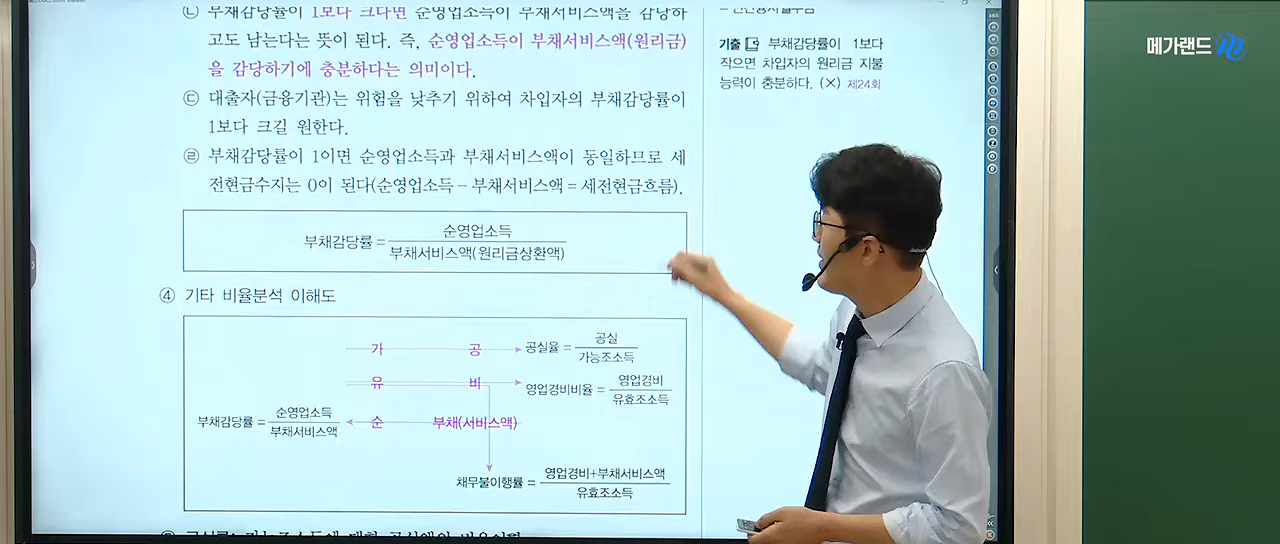 ㉡ 부채감당률이 1보다 크다면 순영업소득이 부채서비스액을 감당하
고도 남는다는 뜻이 된다. 즉, 순영업소득이 부채서비스액(원리금)
을 감당하기에 충분하다는 의미이다.
㉢ 대출자(금융기관)는 위험을 낮추기 위하여 차입자의 부채감당률이
1보다 크길 원한다.
㉣ 부채감당률이 1이면 순영업소득과 부채서비스액이 동일하므로 세
전현금수지는 0이 된다(순영업소득 - 부채서비스액 = 세전현금흐름).
부채감당률 = 순영업소득
부채서비스액(원리금상환액)
④ 기타 비율분석 이해도
가 공 공실율 = 공실
가능조소득
유 비 영업경비비율 = 영업경비
유효조소득
부채감당률 = 순영업소득
부채서비스액
순 부채(서비스액)
채무불이행률 = 영업경비+부채서비스액
유효조소득
기출 부채감당률이 1보다
작으면 차입자의 원리금 지불
능력이 충분하다. (×) 제24회
메가랜드